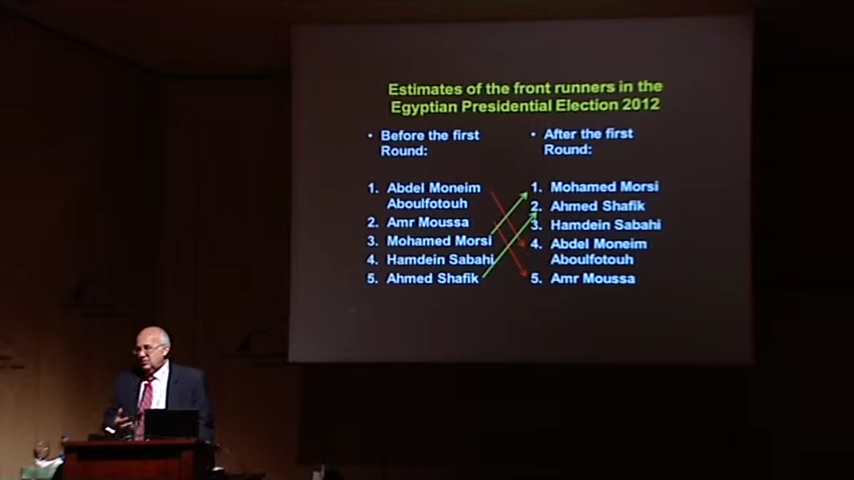 Estimates of the front runners in the
Egyptian Presidential Election 2012
• Before the first
Round:
1. Abdel Moneim
Aboulfotouh
2. Amr Moussa
3. Mohamed Morsi
4. Hamdein Sabahi
5. Ahmed Shafik
• After the first
Round:
1. Mohamed Morsi
2. Ahmed Shafik
3. Hamdein Sabahi
4. Abdel Moneim
Aboulfotouh
5. Amr Moussa